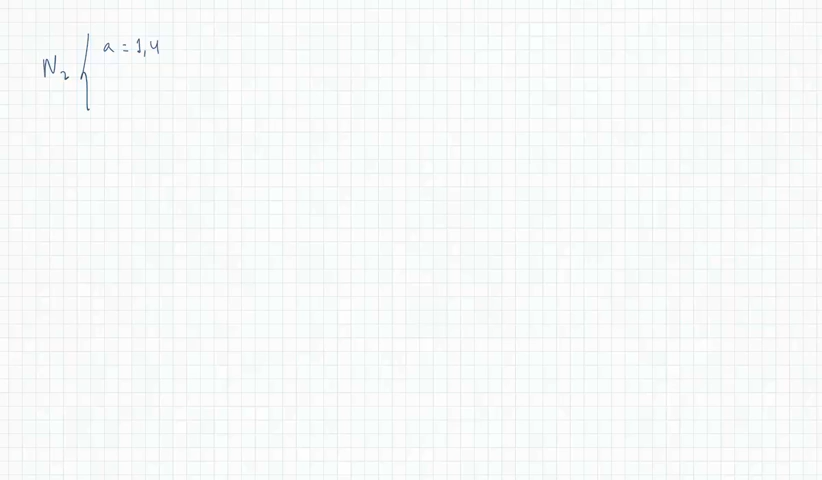 N₂ { a = 1,4